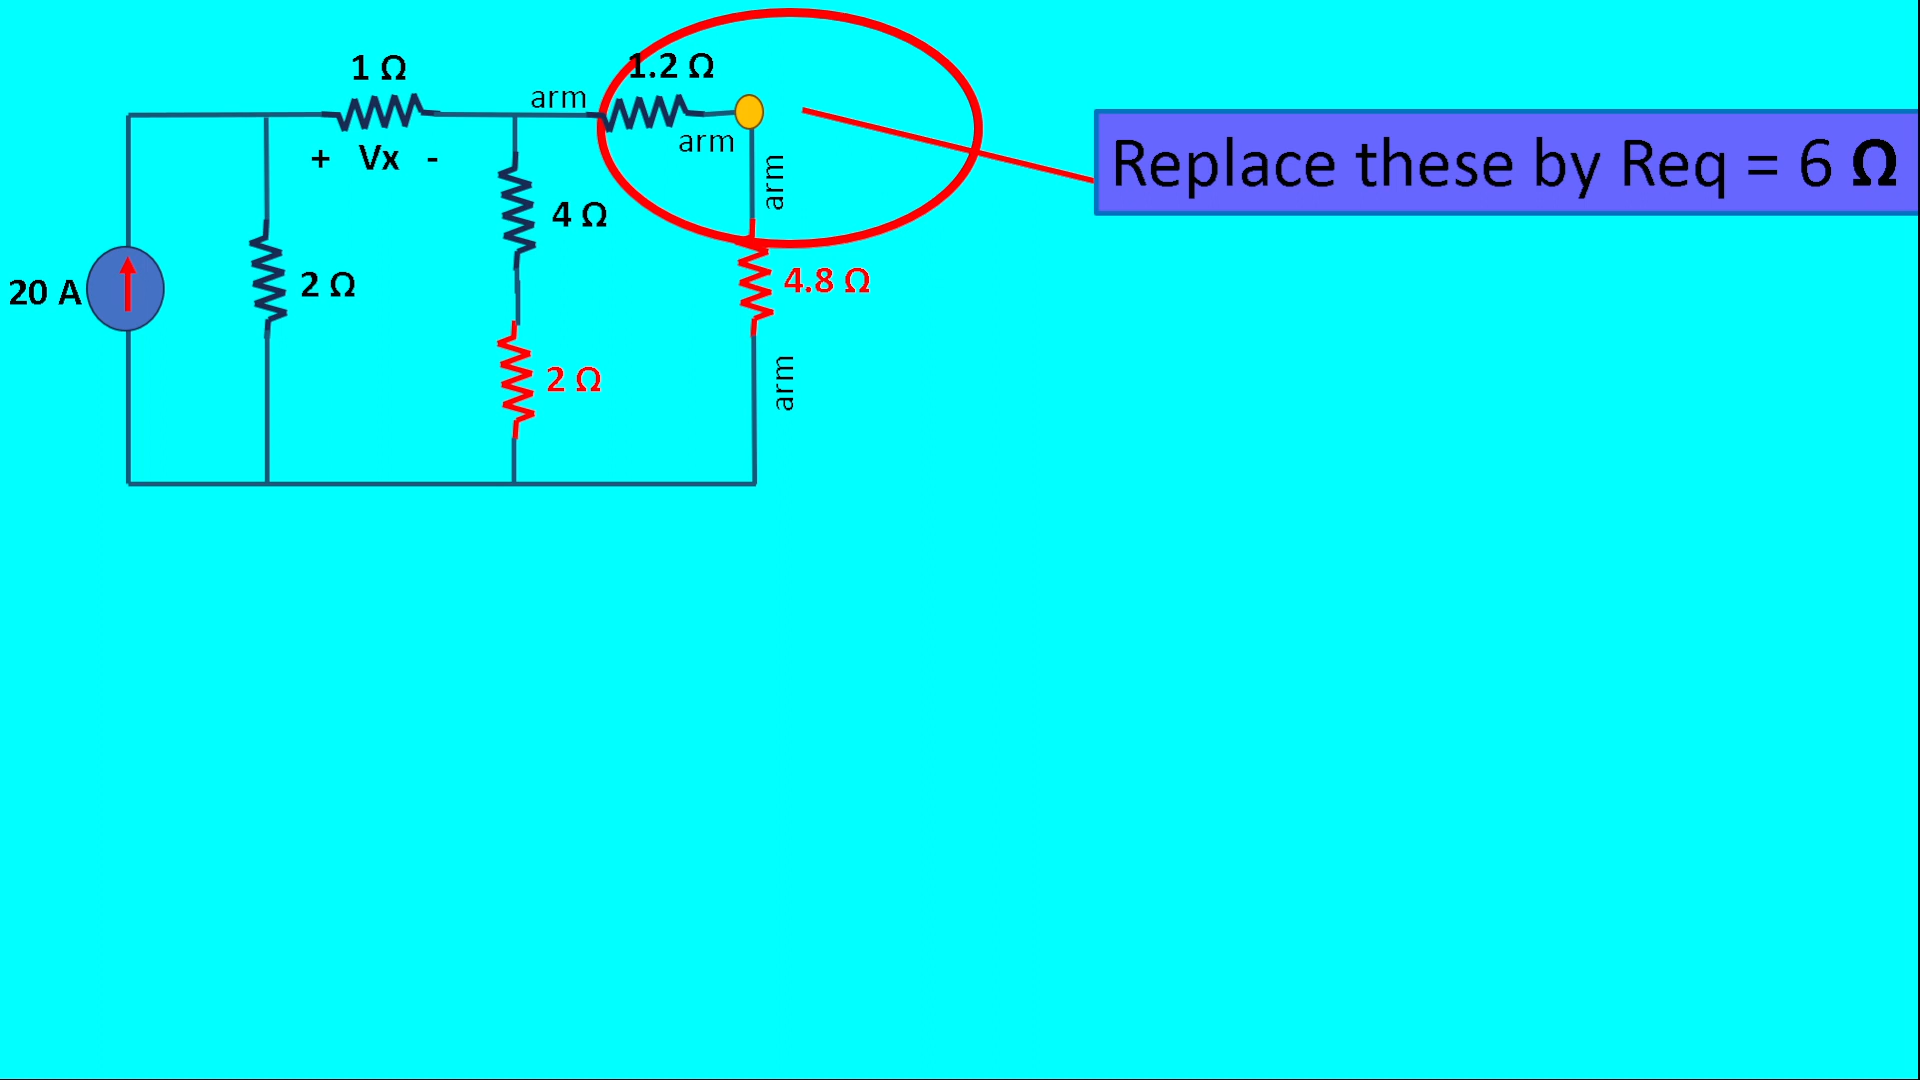 1 Ω
1.2 Ω
arm
arm
+ Vx -
arm
4 Ω
20 A
2 Ω
4.8 Ω
2 Ω
arm
Replace these by Req = 6 Ω